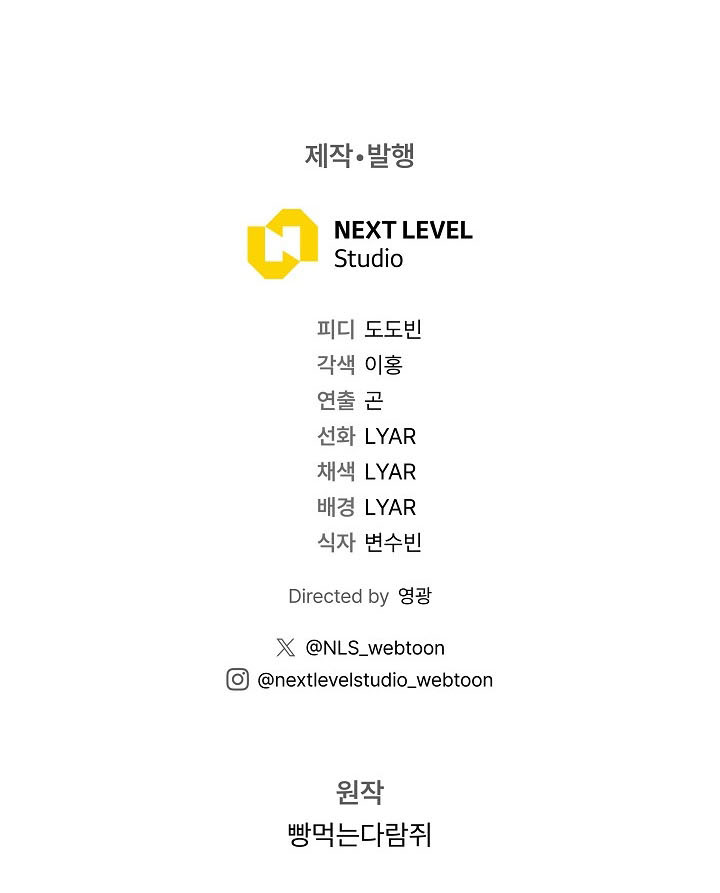 제작•발행
NEXT LEVEL
Studio
피디 도도빈
각색 이홍
연출 곤
선화 LYAR
채색 LYAR
배경 LYAR
식자 변수빈
Directed by 영광
@NLS_webtoon
@nextlevelstudio_webtoon
원작
빵먹는다람쥐